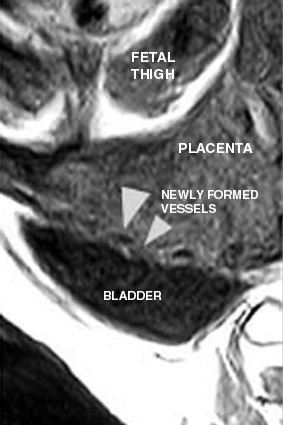 FETAL
THIGH
PLACENTA
NEWLY FORMED
VESSELS
BLADDER